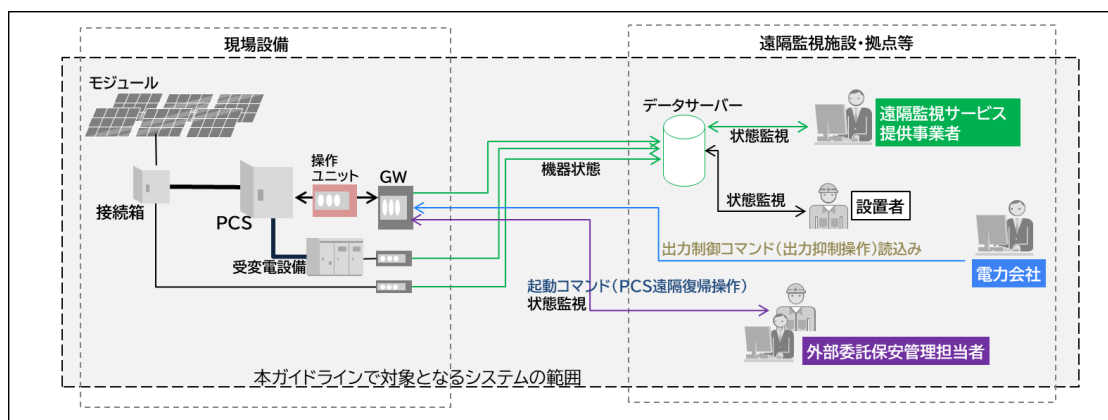 現場設備
遠隔監視施設・拠点等
モジュール
接続箱
PCS
操作
ユニット
GW
受変電設備
機器状態
データサーバー
状態監視
遠隔監視サービス
提供事業者
状態監視
設置者
出力制御コマンド(出力抑制操作)読込み
電力会社
起動コマンド(PCS遠隔復帰操作)
状態監視
外部委託保安管理担当者
本ガイドラインで対象となるシステムの範囲